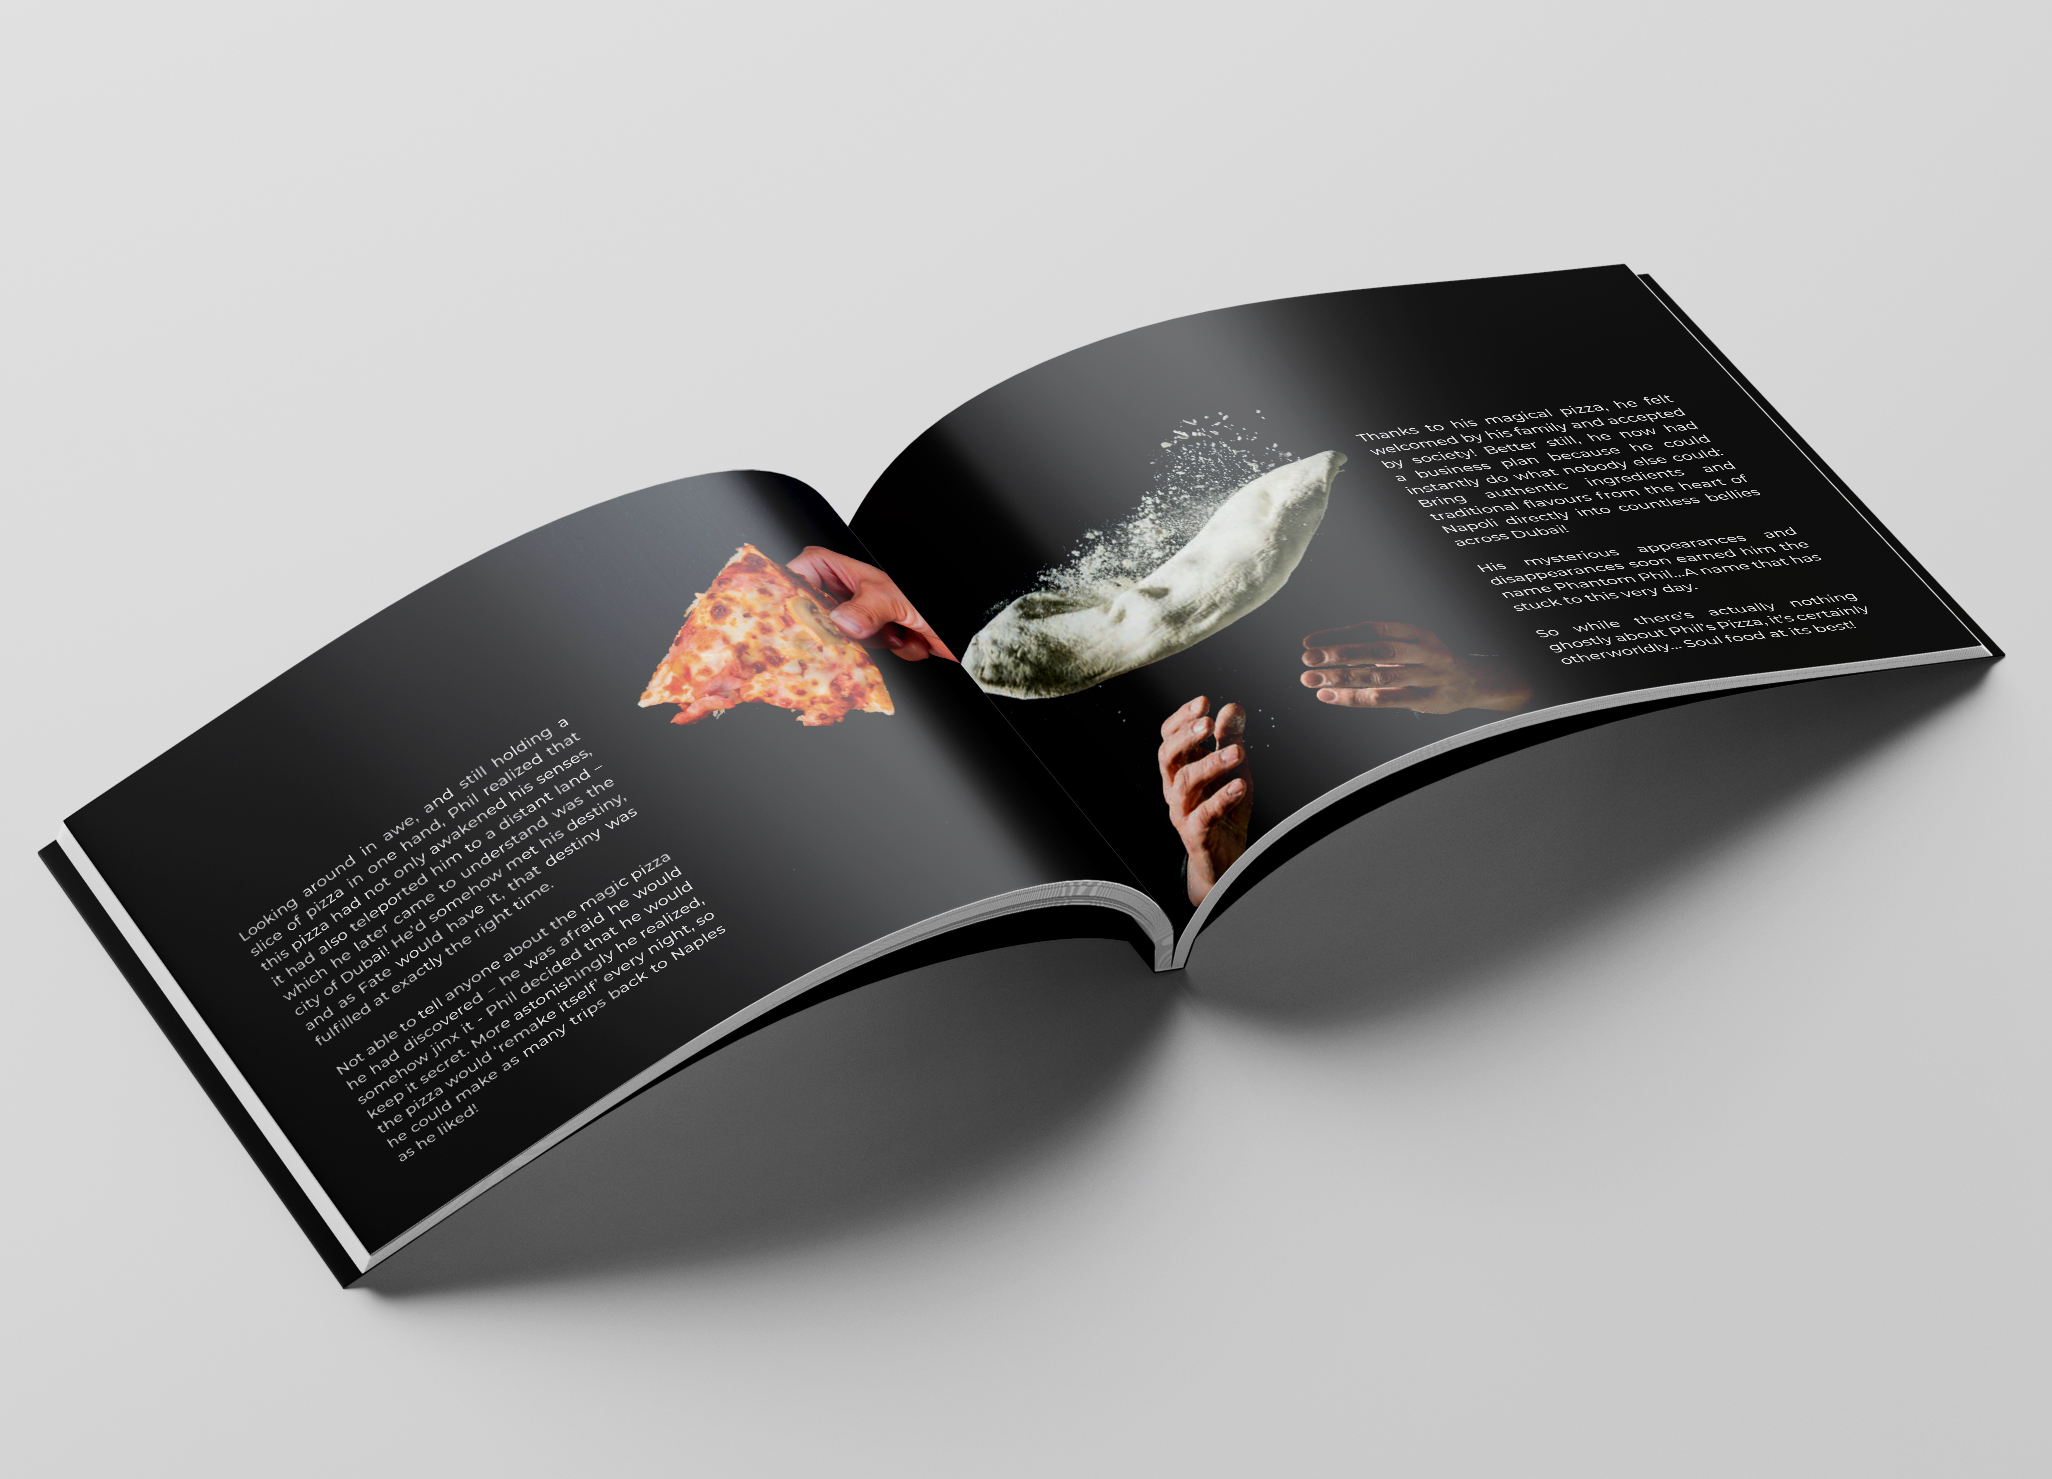 Looking around in awe, and still holding a
slice of pizza in one hand, Phil realized that
this pizza had not only awakened his senses,
it had also teleported him to a distant land –
which he later came to understand was the
city of Dubai! He'd somehow met his destiny,
and as Fate would have it, that destiny was
fulfilled at exactly the right time.
Not able to tell anyone about the magic pizza
he had discovered – he was afraid he would
somehow jinx it - Phil decided that he would
keep it secret. More astonishingly he realized,
the pizza would 'remake itself' every night, so
he could make as many trips back to Naples
as he liked!
Thanks to his magical pizza, he felt
welcomed by his family and accepted
by society! Better still, he now had
a business plan because he could
instantly do what nobody else could:
Bring authentic ingredients and
traditional flavours from the heart of
Napoli directly into countless bellies
across Dubai!
His mysterious appearances and
disappearances soon earned him the
name Phantom Phil...A name that has
stuck to this very day.
So while there's actually nothing
ghostly about Phil's Pizza, it's certainly
otherworldly... Soul food at its best!